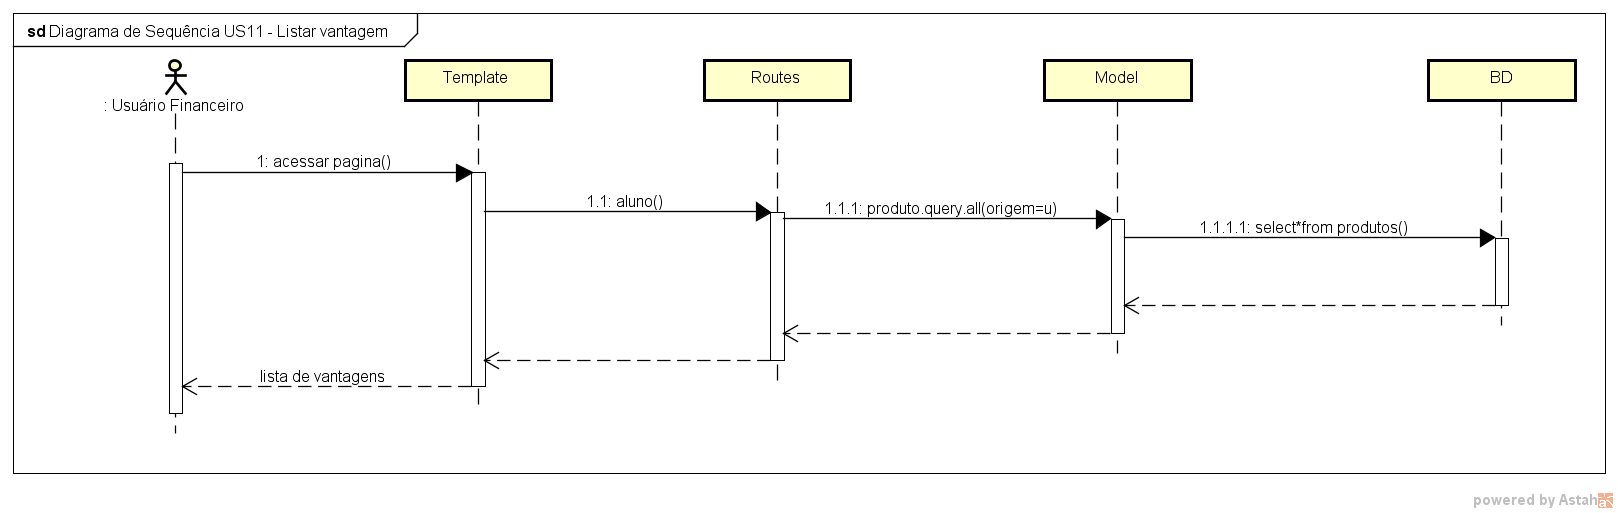 sd Diagrama de Sequência US11 - Listar vantagem
: Usuário Financeiro
Template
Routes
Model
BD
1: acessar pagina()
1.1: aluno()
1.1.1: produto.query.all(origem=u)
1.1.1.1: select*from produtos()
lista de vantagens
powered by Astah